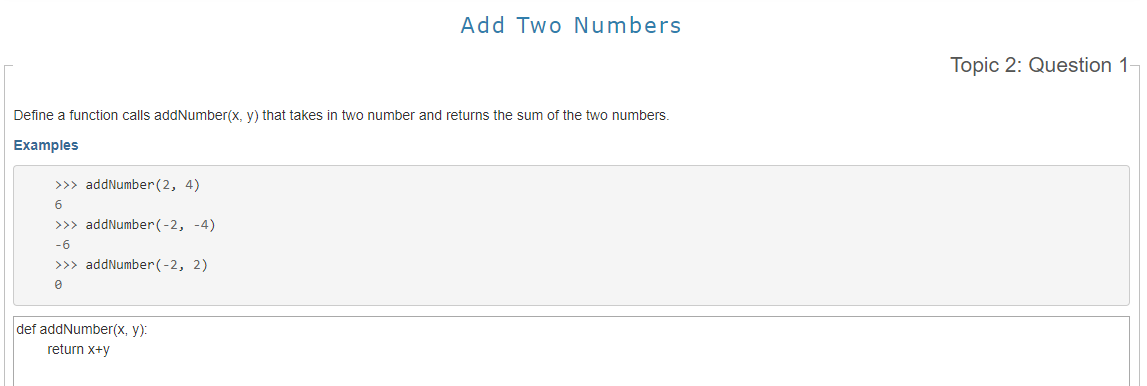 Add Two Numbers
Topic 2: Question 1
Define a function calls addNumber(x, y) that takes in two number and returns the sum of the two numbers.
Examples
>>> addNumber(2, 4)
6
>>> addNumber(-2, -4)
-6
>>> addNumber(-2, 2)
0
def addNumber(x, y):
return x+y